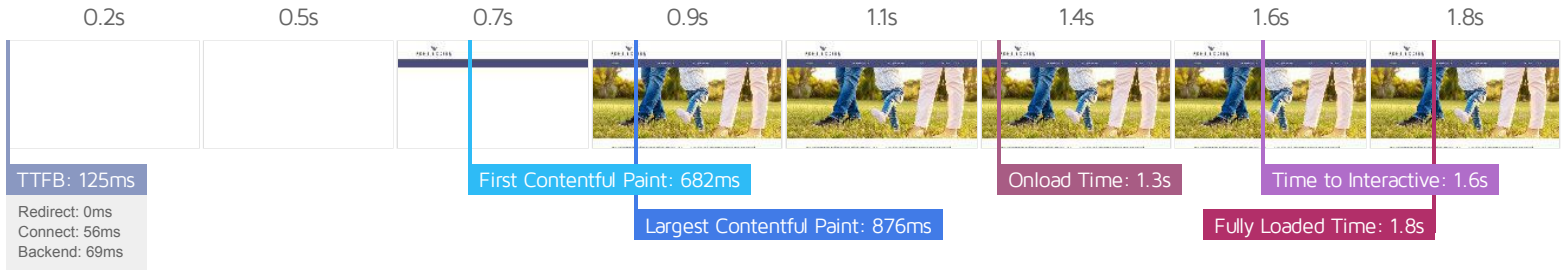 0.2s 0.5s 0.7s 0.9s 1.1s 1.4s 1.6s 1.8s
TTFB: 125ms
Redirect: 0ms
Connect: 56ms
Backend: 69ms
First Contentful Paint: 682ms
Largest Contentful Paint: 876ms
Onload Time: 1.3s
Time to Interactive: 1.6s
Fully Loaded Time: 1.8s